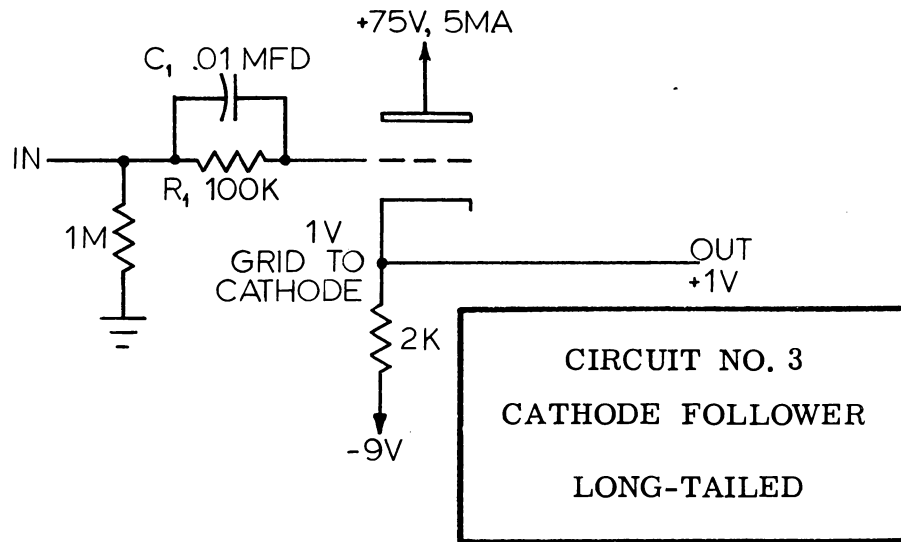 +75V, 5MA
C₁ .01 MFD
IN
R₁ 100K
1M
1V
GRID TO
CATHODE
OUT
+1V
2K
-9V
CIRCUIT NO. 3
CATHODE FOLLOWER
LONG-TAILED